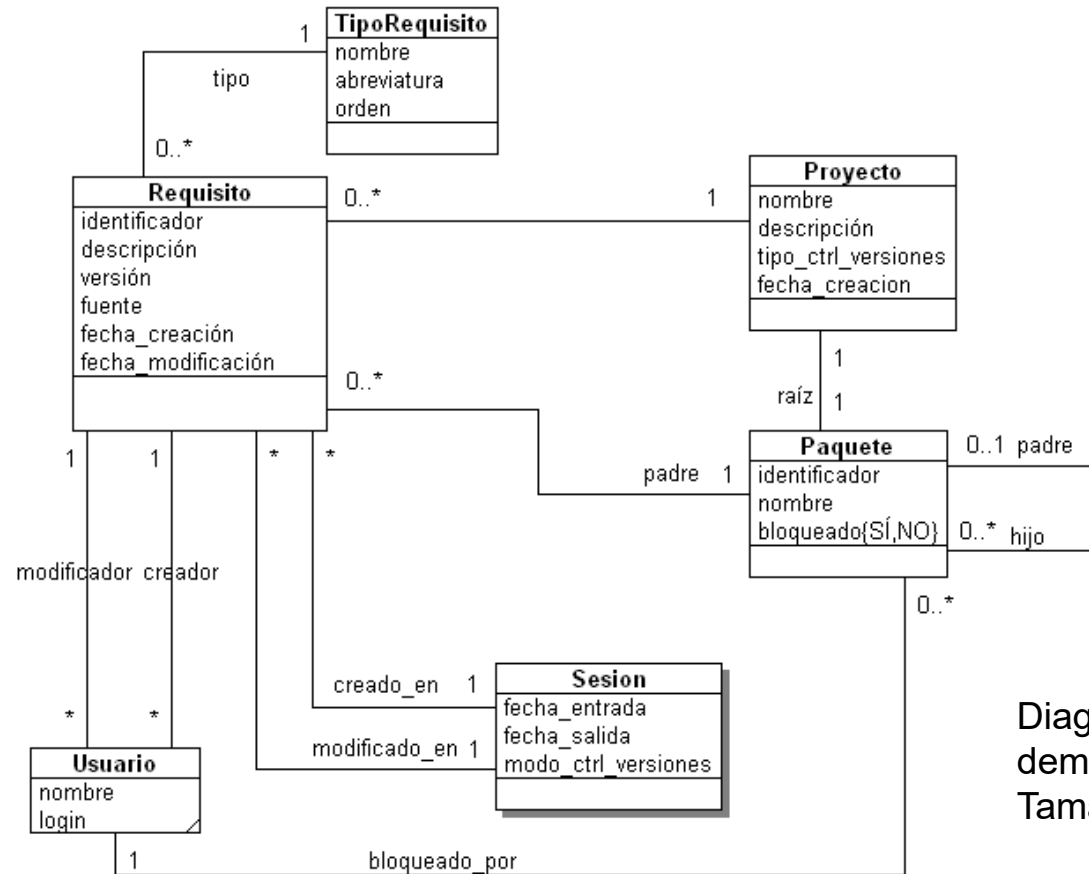 TipoRequisito
nombre
abreviatura
orden
1
tipo
0..*
Requisito
identificador
descripción
versión
fuente
fecha_creación
fecha_modificación
0..*
1
Proyecto
nombre
descripción
tipo_ctrl_versiones
fecha_creacion
1
raíz
1
0..*
padre 1
Paquete
identificador
nombre
bloqueado{SÍ,NO}
0..1 padre
0..* hijo
0..*
1
1
*
*
modificador creador
creado_en 1
modificado_en 1
Sesion
fecha_entrada
fecha_salida
modo_ctrl_versiones
*
*
Usuario
nombre
login
1
bloqueado_por
Diag
dem
Tama